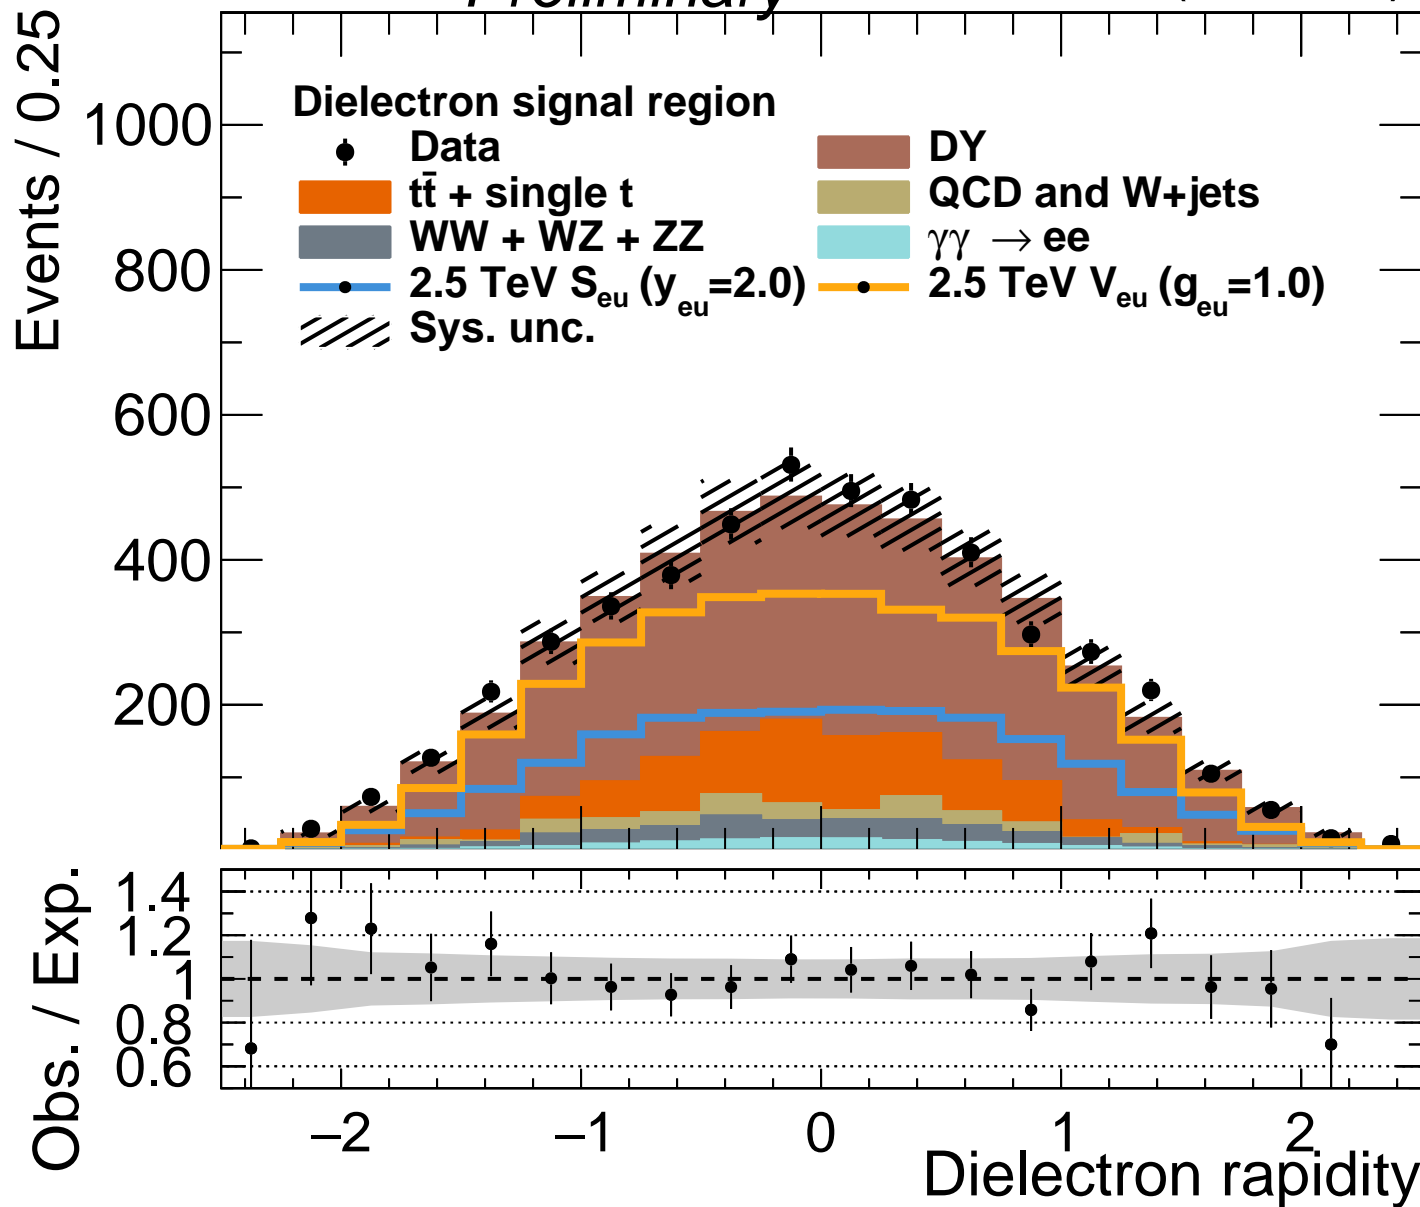 Preliminary
Events / 0.25
1000
800
600
400
200
Dielectron signal region
Data
DY
tt̄ + single t
QCD and W+jets
WW + WZ + ZZ
γγ → ee
2.5 TeV S_eu (y_eu=2.0)
2.5 TeV V_eu (g_eu=1.0)
Sys. unc.
Obs. / Exp.
1.4
1.2
1
0.8
0.6
−2 −1 0 1 2
Dielectron rapidity